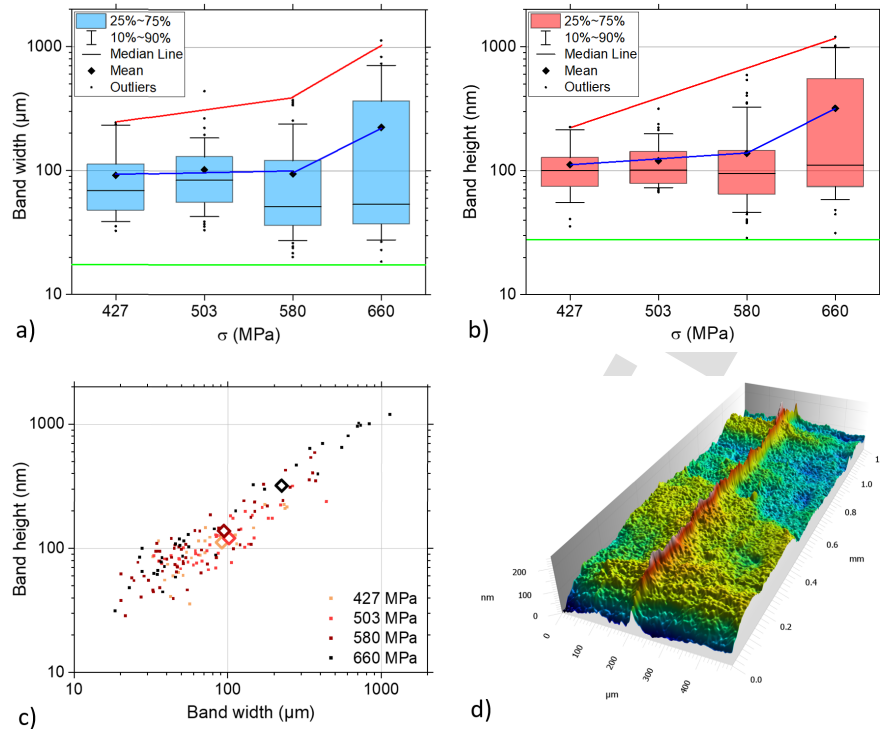 25%~75%
10%~90%
Median Line
Mean
Outliers
1000
100
10
Band width (µm)
427 503 580 660
σ (MPa)
a)
25%~75%
10%~90%
Median Line
Mean
Outliers
1000
100
10
Band height (nm)
427 503 580 660
σ (MPa)
b)
1000
100
10
Band height (nm)
427 MPa
503 MPa
580 MPa
660 MPa
10 100 1000
Band width (µm)
c)
200
100
0
nm
0
100
200
300
400
µm
1
1.0
0.8
0.6
0.4
0.2
0.0
mm
d)